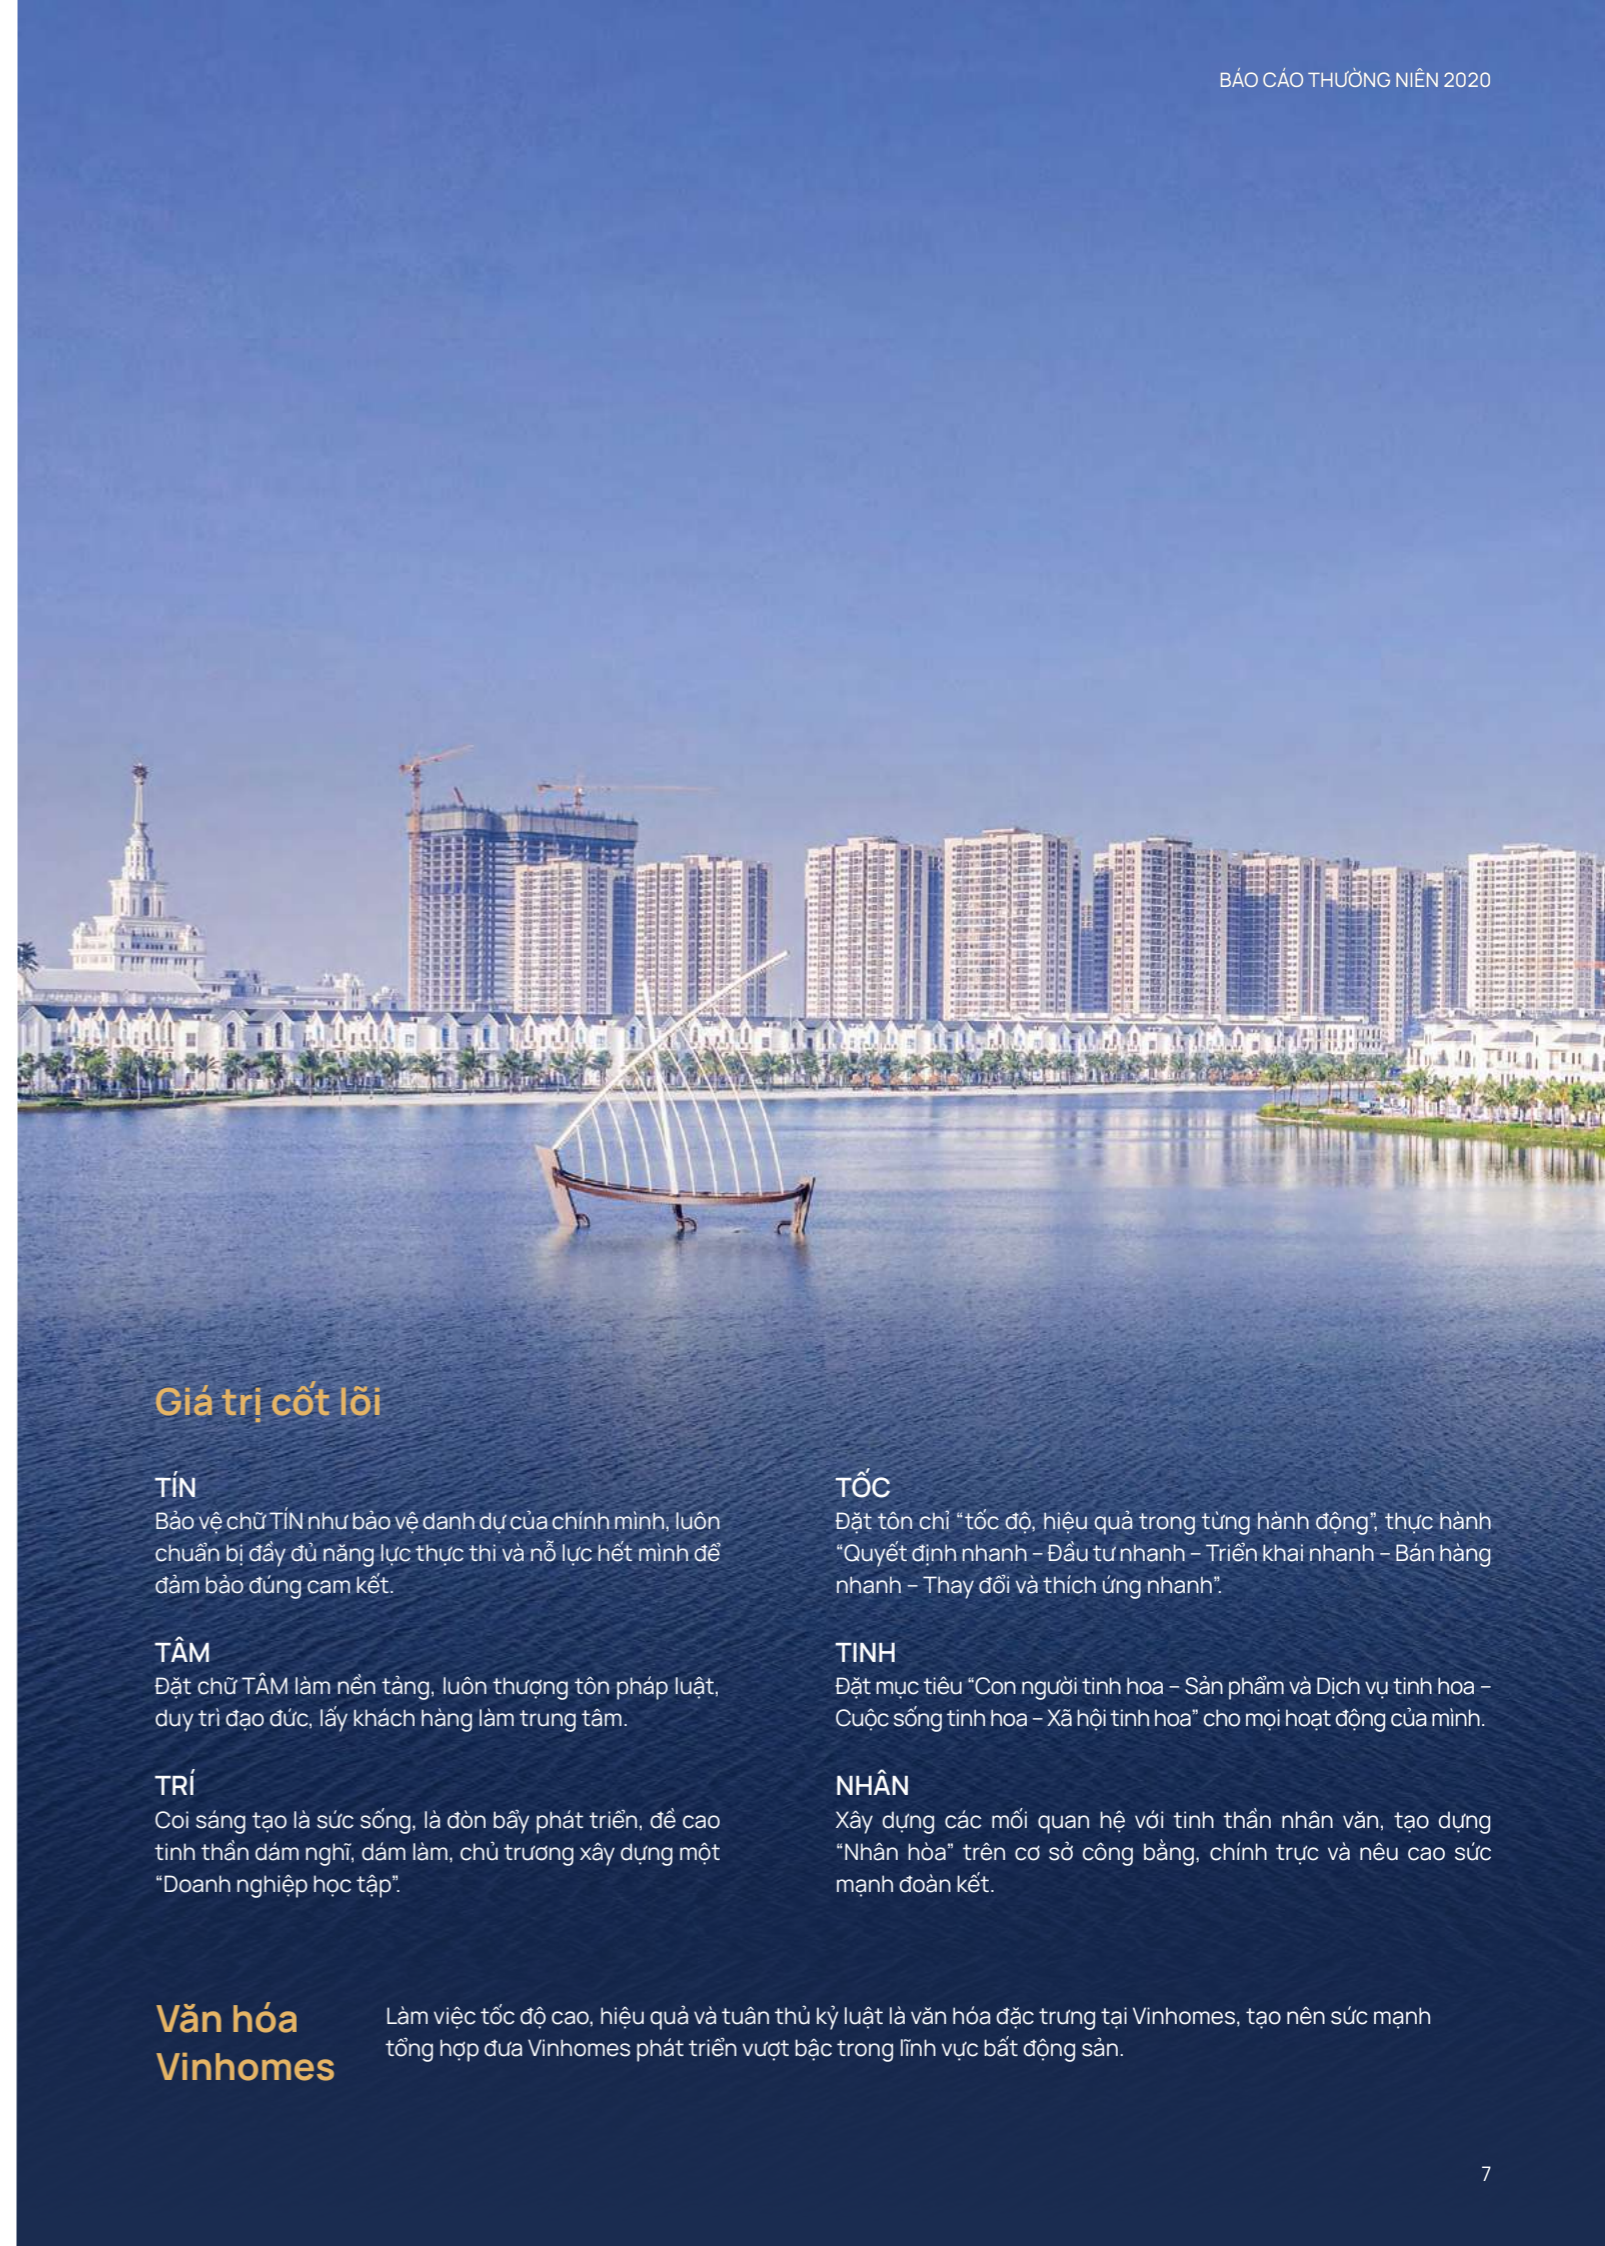 BÁO CÁO THƯỜNG NIÊN 2020
Giá trị cốt lõi
TÍN
Bảo vệ chữ TÍN như bảo vệ danh dự của chính mình, luôn
chuẩn bị đầy đủ năng lực thực thi và nỗ lực hết mình để
đảm bảo đúng cam kết.
TÂM
Đặt chữ TÂM làm nền tảng, luôn thượng tôn pháp luật,
duy trì đạo đức, lấy khách hàng làm trung tâm.
TRÍ
Coi sáng tạo là sức sống, là đòn bẩy phát triển, đề cao
tinh thần dám nghĩ, dám làm, chủ trương xây dựng một
“Doanh nghiệp học tập”.
TỐC
Đặt tôn chỉ “tốc độ, hiệu quả trong từng hành động”, thực hành
“Quyết định nhanh – Đầu tư nhanh – Triển khai nhanh – Bán hàng
nhanh – Thay đổi và thích ứng nhanh”.
TINH
Đặt mục tiêu “Con người tinh hoa – Sản phẩm và Dịch vụ tinh hoa –
Cuộc sống tinh hoa – Xã hội tinh hoa” cho mọi hoạt động của mình.
NHÂN
Xây dựng các mối quan hệ với tinh thần nhân văn, tạo dựng
“Nhân hòa” trên cơ sở công bằng, chính trực và nêu cao sức
mạnh đoàn kết.
Văn hóa
Vinhomes
Làm việc tốc độ cao, hiệu quả và tuân thủ kỷ luật là văn hóa đặc trưng tại Vinhomes, tạo nên sức mạnh
tổng hợp đưa Vinhomes phát triển vượt bậc trong lĩnh vực bất động sản.
7